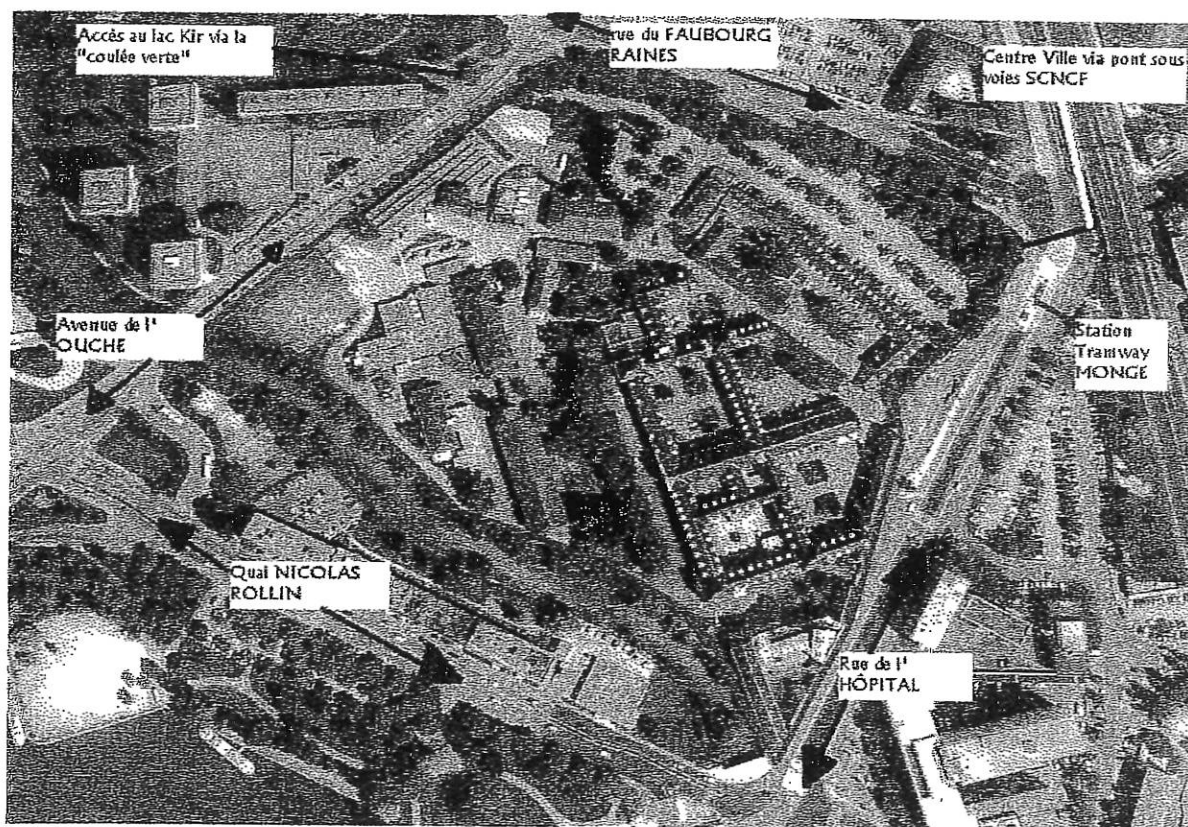 Accès au lac Kir via la
"coulée verte"
rue du FAUBOURG
RAINES
Centre Ville via pont sous
voies SCNCF
Avenue de l'
OUCHE
Station
Tramway
MONGE
Quai NICOLAS
ROLLIN
Rue de l'
HÔPITAL